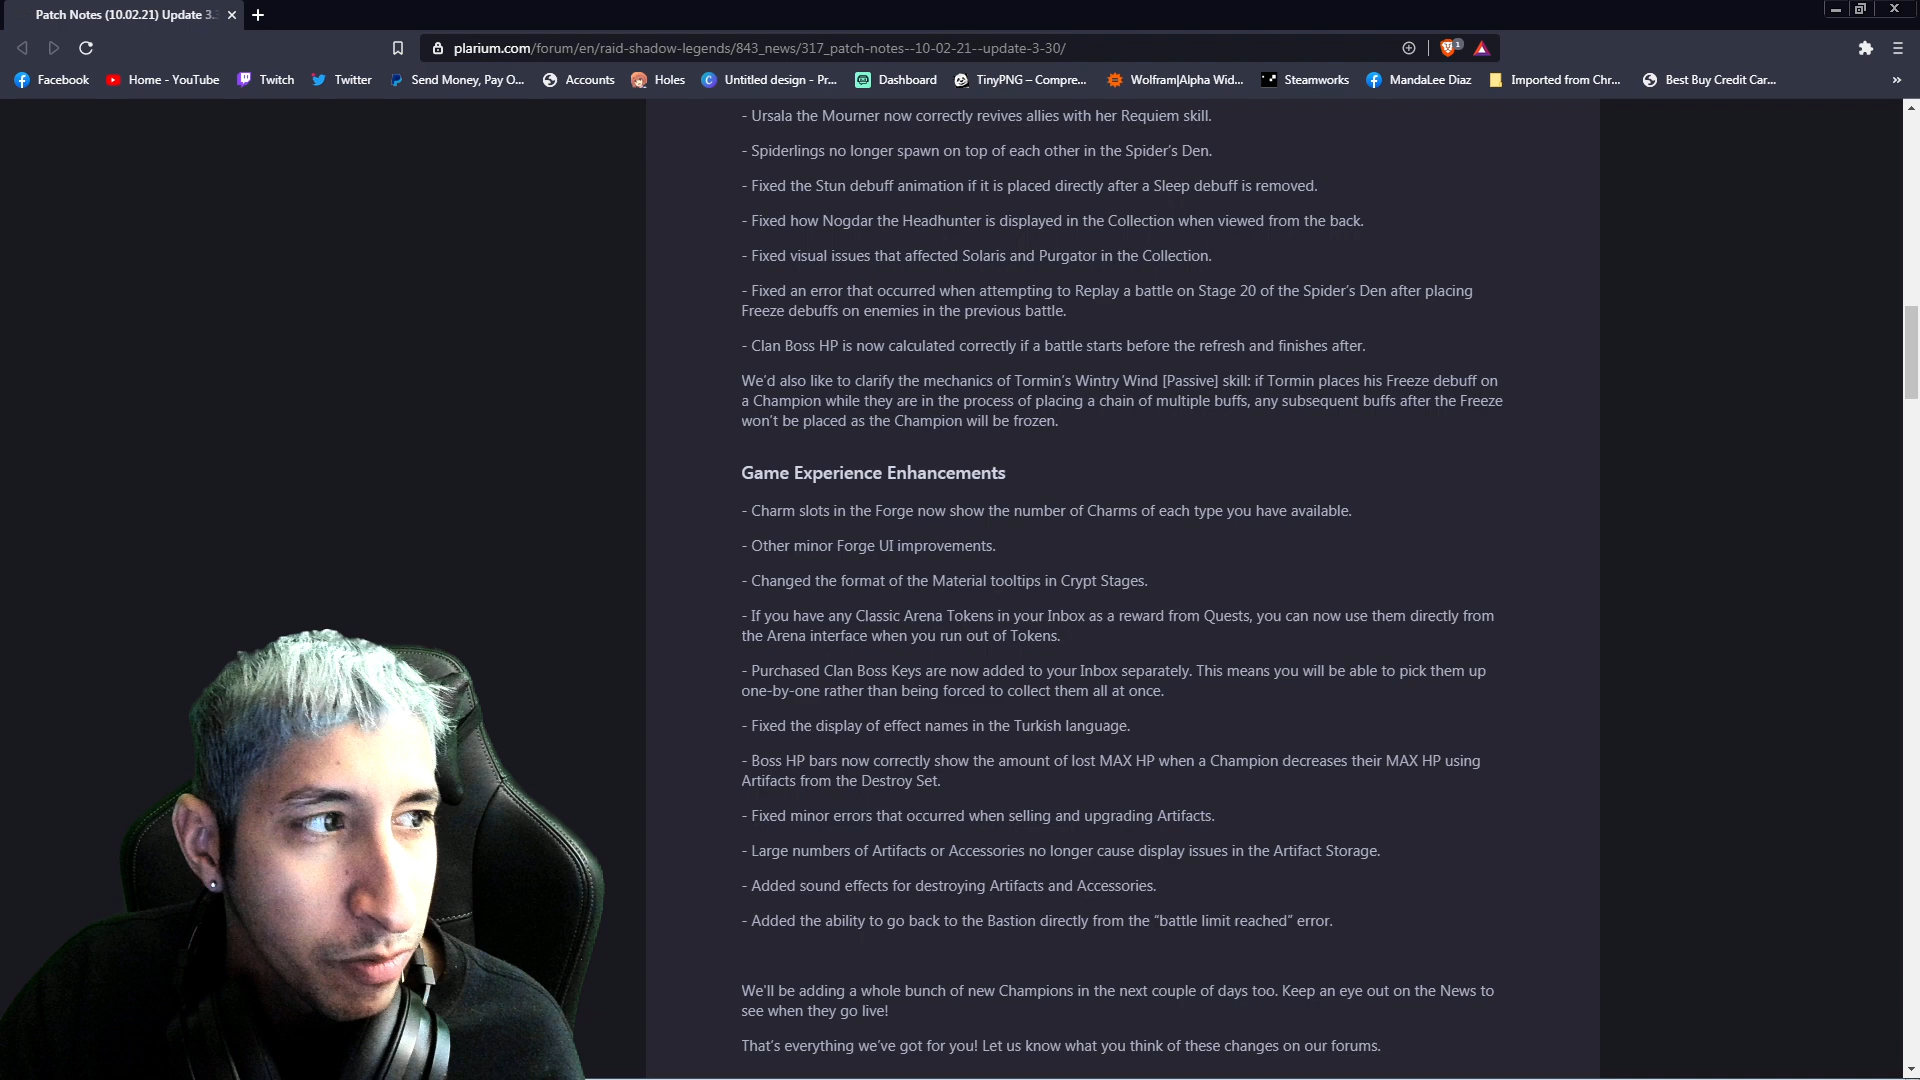 Patch Notes (10.02.21) Update 3.
plarium.com/forum/en/raid-shadow-legends/843_news/317_patch-notes--10-02-21--update-3-30/
1
Facebook
Home - YouTube
Twitch
Twitter
Send Money, Pay O...
Accounts
Holes
Untitled design - Pr...
Dashboard
TinyPNG – Compre...
Wolfram|Alpha Wid...
Steamworks
MandaLee Diaz
Imported from Chr...
Best Buy Credit Car...
- Ursala the Mourner now correctly revives allies with her Requiem skill.
- Spiderlings no longer spawn on top of each other in the Spider’s Den.
- Fixed the Stun debuff animation if it is placed directly after a Sleep debuff is removed.
- Fixed how Nogdar the Headhunter is displayed in the Collection when viewed from the back.
- Fixed visual issues that affected Solaris and Purgator in the Collection.
- Fixed an error that occurred when attempting to Replay a battle on Stage 20 of the Spider’s Den after placing
Freeze debuffs on enemies in the previous battle.
- Clan Boss HP is now calculated correctly if a battle starts before the refresh and finishes after.
We’d also like to clarify the mechanics of Tormin’s Wintry Wind [Passive] skill: if Tormin places his Freeze debuff on
a Champion while they are in the process of placing a chain of multiple buffs, any subsequent buffs after the Freeze
won’t be placed as the Champion will be frozen.
Game Experience Enhancements
- Charm slots in the Forge now show the number of Charms of each type you have available.
- Other minor Forge UI improvements.
- Changed the format of the Material tooltips in Crypt Stages.
- If you have any Classic Arena Tokens in your Inbox as a reward from Quests, you can now use them directly from
the Arena interface when you run out of Tokens.
- Purchased Clan Boss Keys are now added to your Inbox separately. This means you will be able to pick them up
one-by-one rather than being forced to collect them all at once.
- Fixed the display of effect names in the Turkish language.
- Boss HP bars now correctly show the amount of lost MAX HP when a Champion decreases their MAX HP using
Artifacts from the Destroy Set.
- Fixed minor errors that occurred when selling and upgrading Artifacts.
- Large numbers of Artifacts or Accessories no longer cause display issues in the Artifact Storage.
- Added sound effects for destroying Artifacts and Accessories.
- Added the ability to go back to the Bastion directly from the “battle limit reached” error.
We'll be adding a whole bunch of new Champions in the next couple of days too. Keep an eye out on the News to
see when they go live!
That’s everything we’ve got for you! Let us know what you think of these changes on our forums.